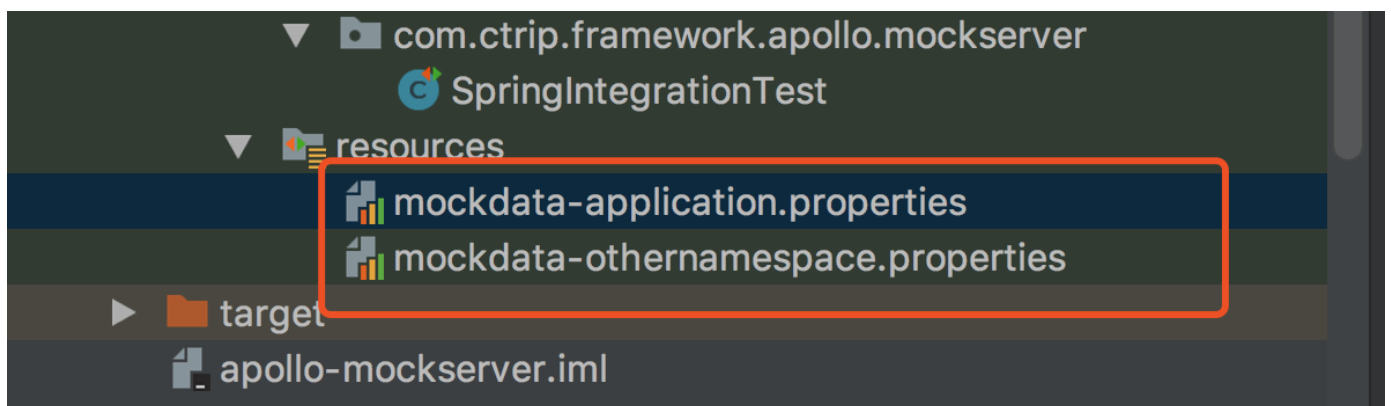 com.ctrip.framework.apollo.mockserver
SpringIntegrationTest
resources
mockdata-application.properties
mockdata-othernamespace.properties
target
apollo-mockserver.iml